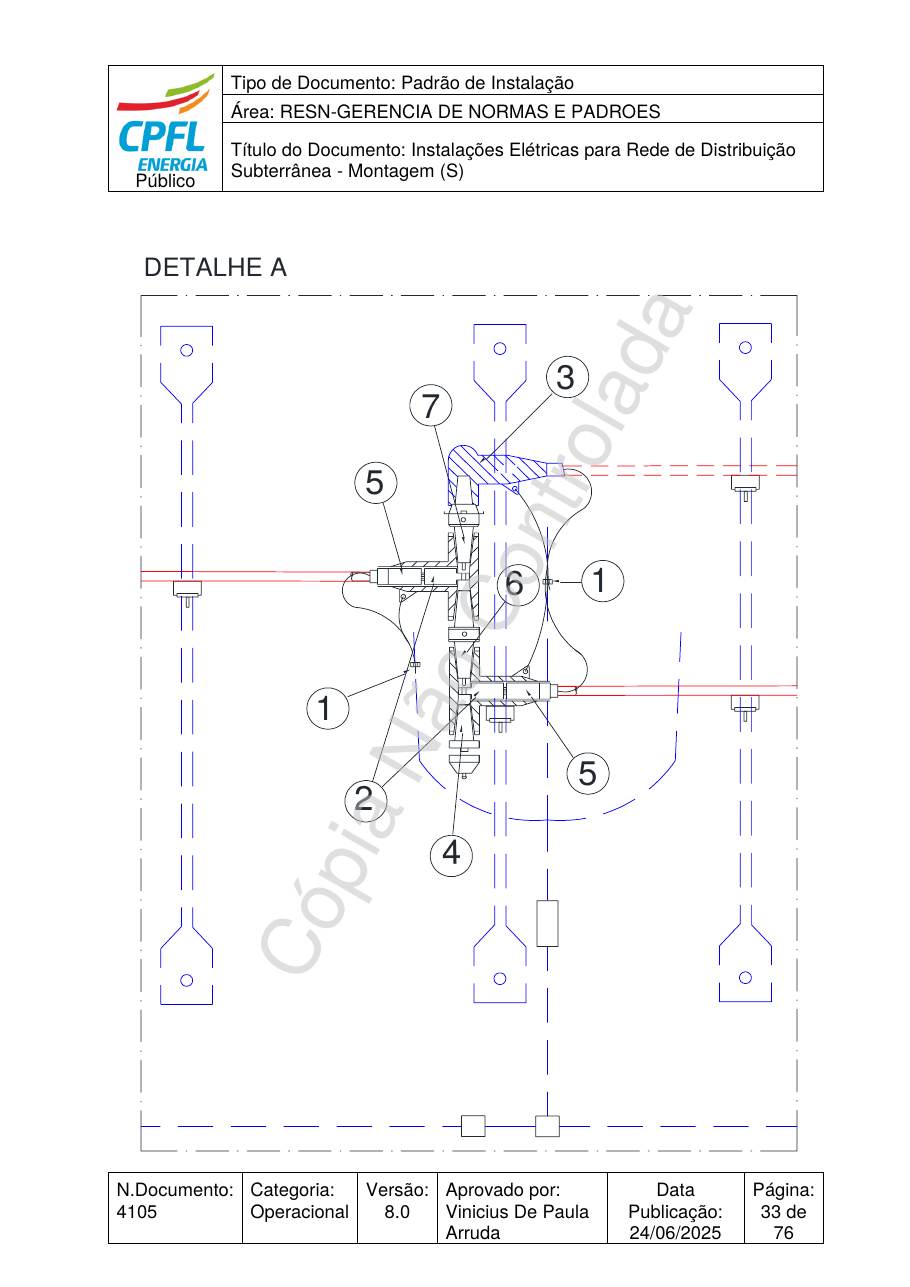 Tipo de Documento: Padrão de Instalação
Área: RESN-GERENCIA DE NORMAS E PADROES
CPFL
ENERGIA
Público
Título do Documento: Instalações Elétricas para Rede de Distribuição
Subterrânea - Montagem (S)
DETALHE A
3
7
5
6
1
1
5
2
4
Cópia Não Controlada
N.Documento:
4105
Categoria:
Operacional
Versão:
8.0
Aprovado por:
Vinicius De Paula
Arruda
Data
Publicação:
24/06/2025
Página:
33 de
76